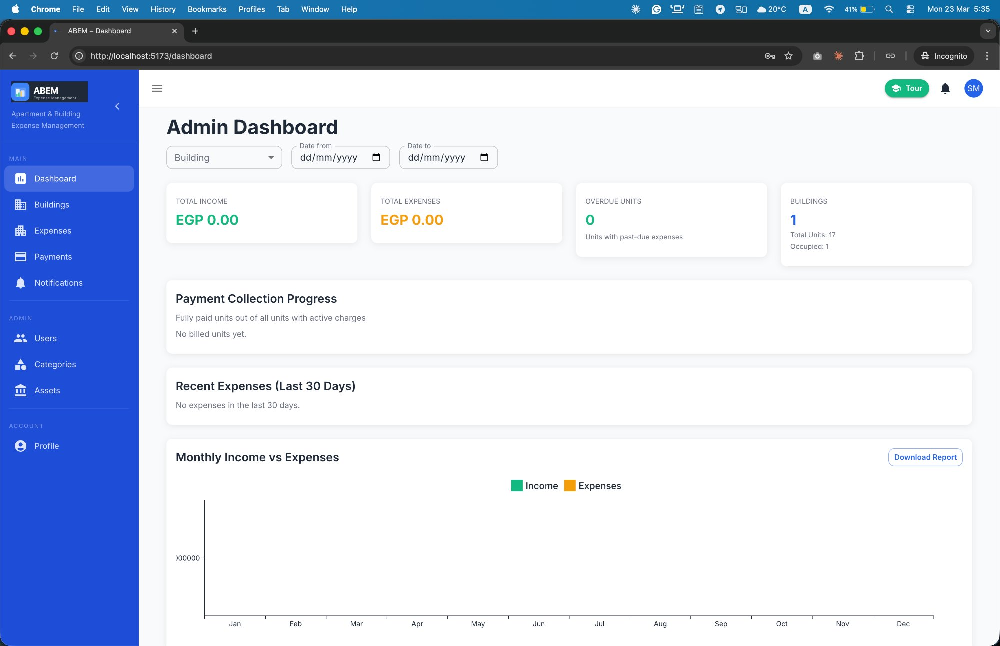 Chrome File Edit View History Bookmarks Profiles Tab Window Help 20°C A 41% Mon 23 Mar 5:35
ABEM – Dashboard
http://localhost:5173/dashboard Incognito
ABEM
Expense Management
Apartment & Building
Expense Management
MAIN
Dashboard
Buildings
Expenses
Payments
Notifications
ADMIN
Users
Categories
Assets
ACCOUNT
Profile
Tour SM
Admin Dashboard
Building
Date from
dd/mm/yyyy
Date to
dd/mm/yyyy
TOTAL INCOME
EGP 0.00
TOTAL EXPENSES
EGP 0.00
OVERDUE UNITS
0
Units with past-due expenses
BUILDINGS
1
Total Units: 17
Occupied: 1
Payment Collection Progress
Fully paid units out of all units with active charges
No billed units yet.
Recent Expenses (Last 30 Days)
No expenses in the last 30 days.
Monthly Income vs Expenses
Download Report
Income Expenses
000000
Jan Feb Mar Apr May Jun Jul Aug Sep Oct Nov Dec